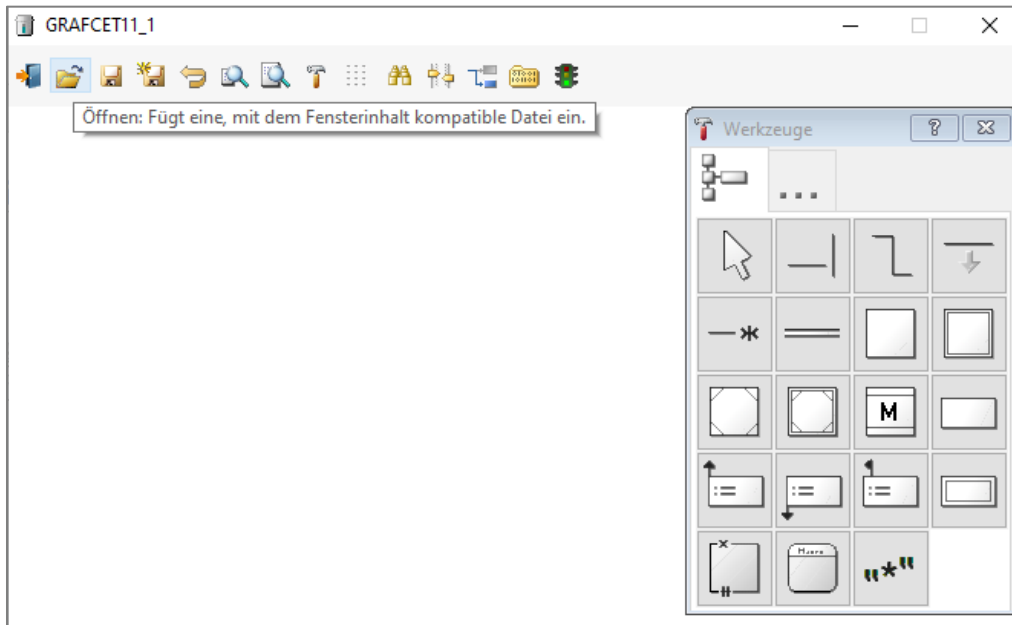 GRAFCET11_1
Öffnen: Fügt eine, mit dem Fensterinhalt kompatible Datei ein.
Werkzeuge
M
:=
:=
:=
"*"